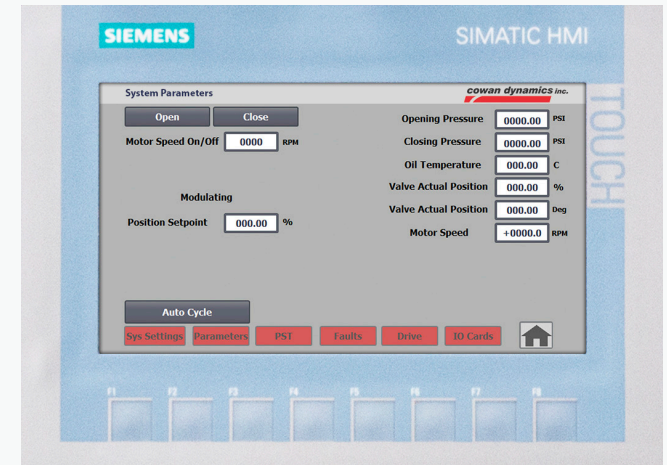 SIEMENS
SIMATIC HMI
TOUCH
System Parameters
cowan dynamics inc.
Open
Close
Motor Speed On/Off 0000 RPM
Modulating
Position Setpoint 000.00 %
Opening Pressure 0000.00 PSI
Closing Pressure 0000.00 PSI
Oil Temperature 000.00 C
Valve Actual Position 000.00 %
Valve Actual Position 000.00 Deg
Motor Speed +0000.0 RPM
Auto Cycle
Sys Settings Parameters PST Faults Drive IO Cards
F1 F2 F3 F4 F5 F6 F7 F8